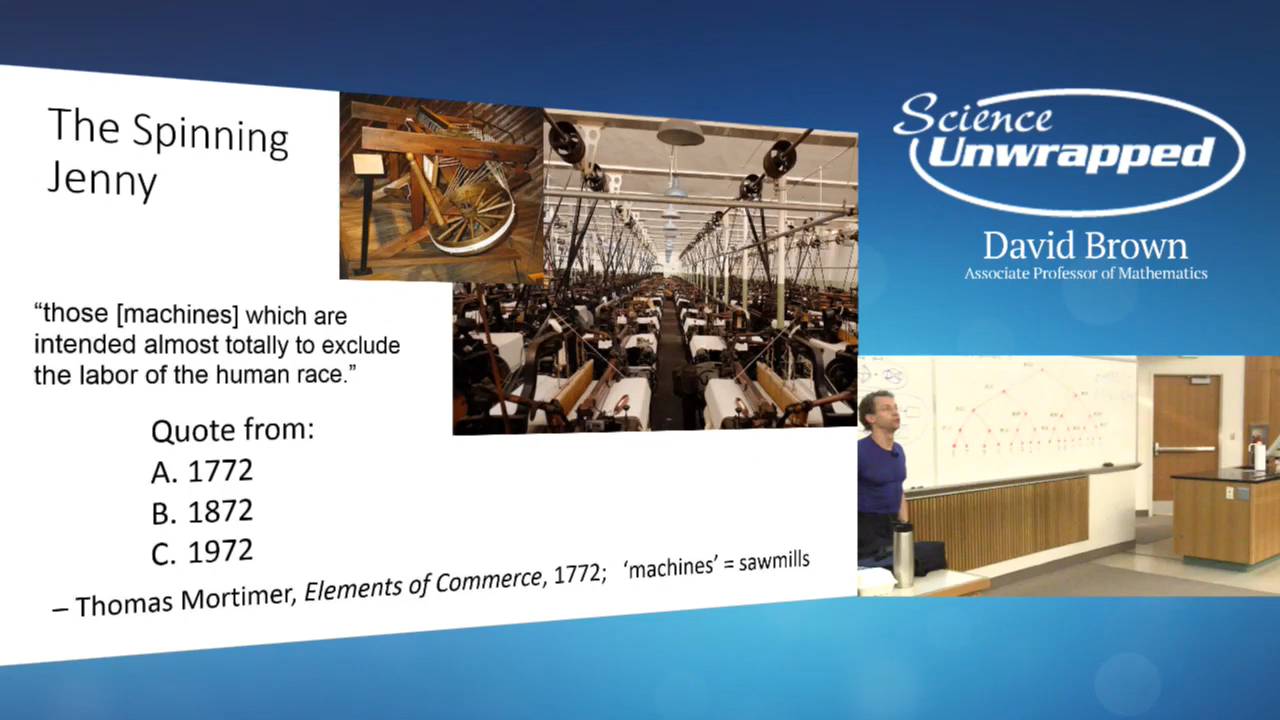 The Spinning
Jenny
“those [machines] which are
intended almost totally to exclude
the labor of the human race.”
Quote from:
A. 1772
B. 1872
C. 1972
– Thomas Mortimer, Elements of Commerce, 1772; ‘machines’ = sawmills
Science
Unwrapped
David Brown
Associate Professor of Mathematics